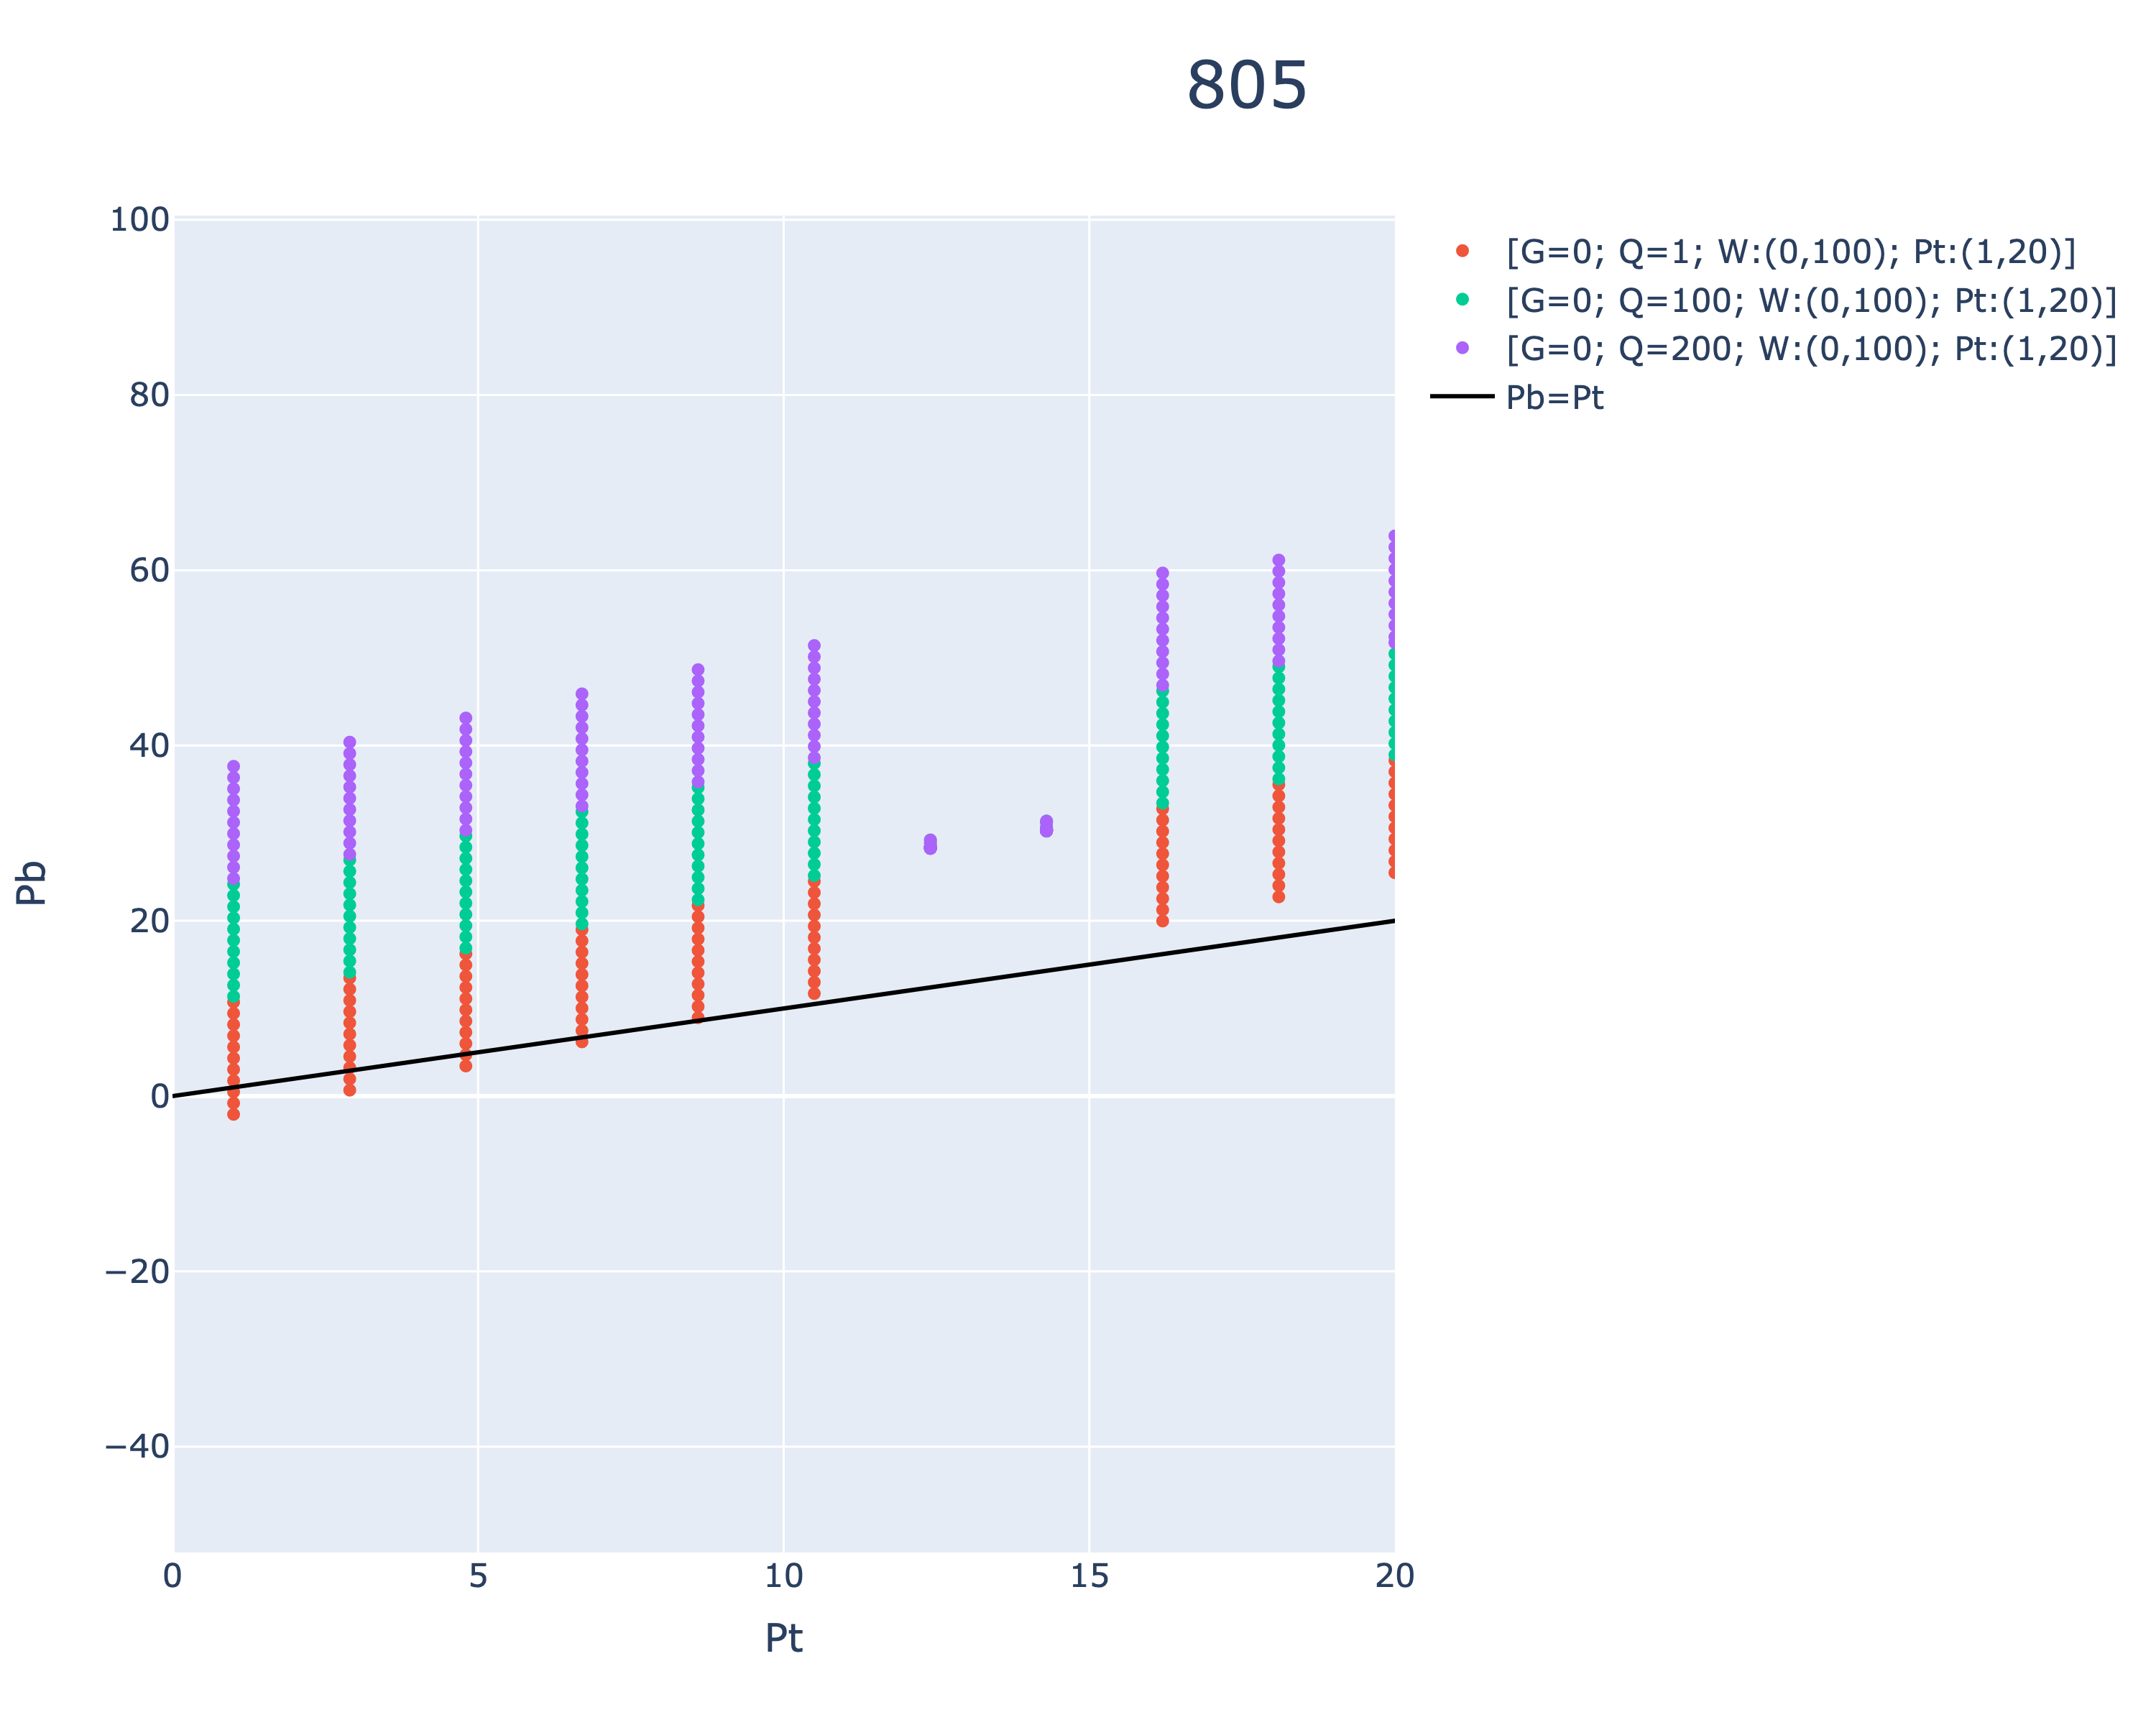 805
100
80
60
40
20
0
−20
−40
0 5 10 15 20
Pb
Pt
[G=0; Q=1; W:(0,100); Pt:(1,20)]
[G=0; Q=100; W:(0,100); Pt:(1,20)]
[G=0; Q=200; W:(0,100); Pt:(1,20)]
Pb=Pt